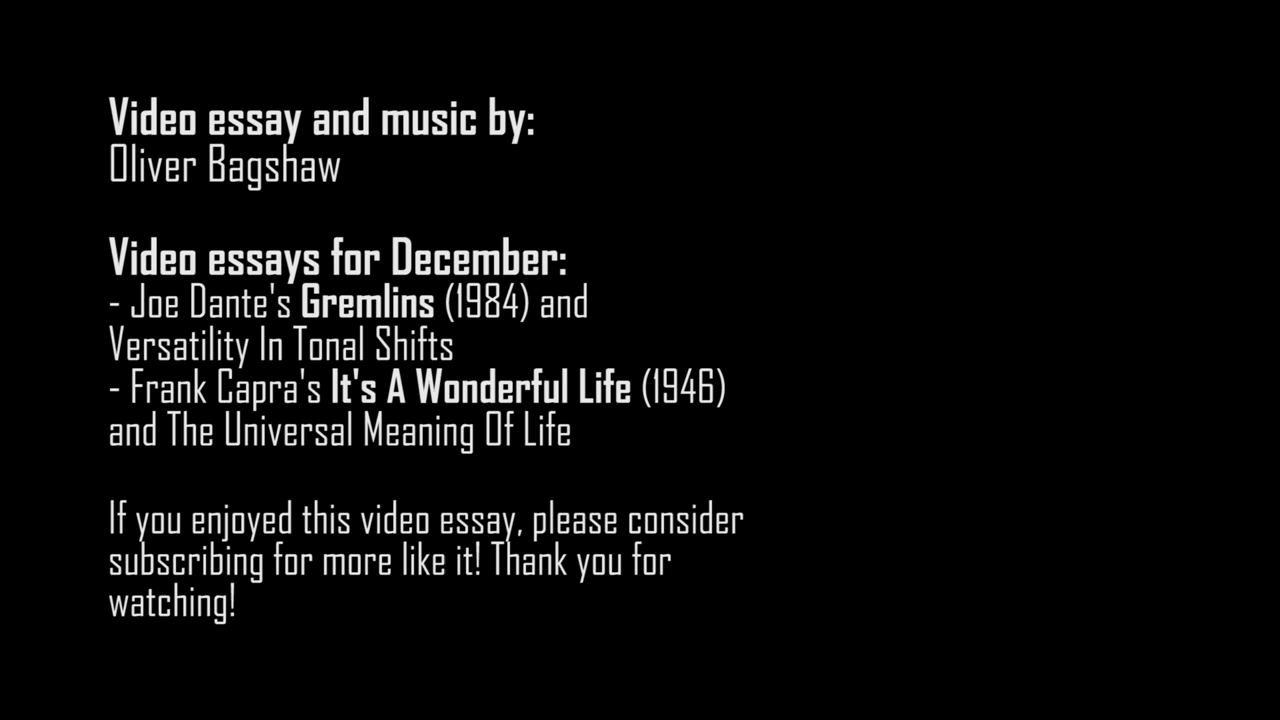 Video essay and music by:
Oliver Bagshaw
Video essays for December:
- Joe Dante's Gremlins (1984) and
Versatility In Tonal Shifts
- Frank Capra's It's A Wonderful Life (1946)
and The Universal Meaning Of Life
If you enjoyed this video essay, please consider
subscribing for more like it! Thank you for
watching!